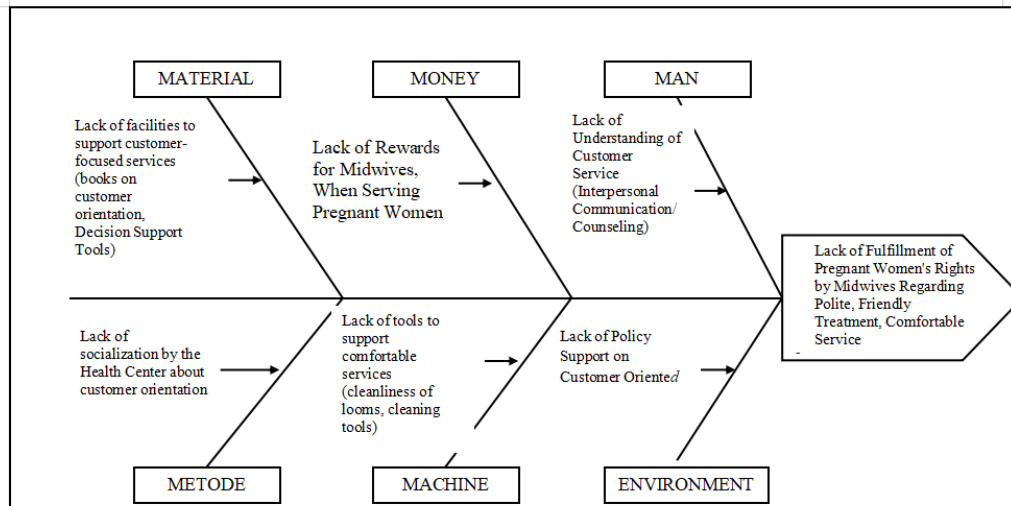 MATERIAL
MONEY
MAN
Lack of facilities to
support customer-
focused services
(books on
customer
orientation,
Decision Support
Tools)
Lack of Rewards
for Midwives,
When Serving
Pregnant Women
Lack of
Understanding of
Customer
Service
(Interpersonal
Communication/
Counseling)
Lack of Fulfillment of
Pregnant Women's Rights
by Midwives Regarding
Polite, Friendly
Treatment, Comfortable
Service
-
Lack of
socialization by the
Health Center about
customer orientation
Lack of tools to
support
comfortable
services
(cleanliness of
looms, cleaning
tools)
Lack of Policy
Support on
Customer Oriented
METODE
MACHINE
ENVIRONMENT